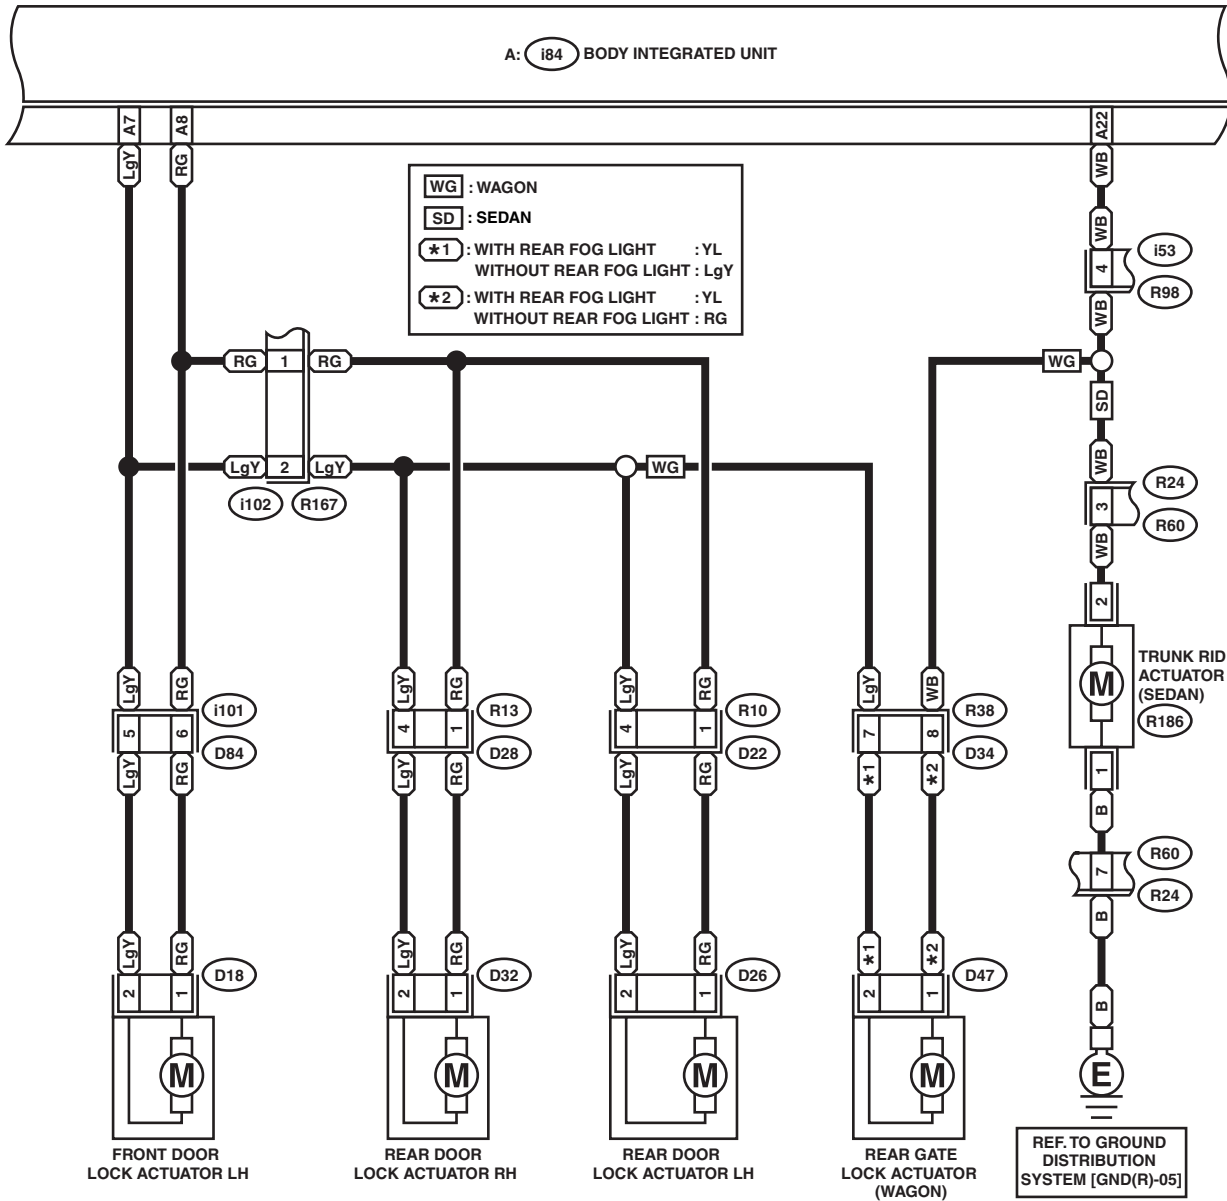 A: i84 BODY INTEGRATED UNIT
A7 A8 A22
LgY RG WB
WG : WAGON
SD : SEDAN
*1 : WITH REAR FOG LIGHT : YL
WITHOUT REAR FOG LIGHT : LgY
*2 : WITH REAR FOG LIGHT : YL
WITHOUT REAR FOG LIGHT : RG
WB
4 i53
R98
WB
RG 1 RG WG
SD
LgY 2 LgY WG WB
i102 R167
3 R24
R60
WB
2
LgY RG LgY RG LgY RG LgY WB
M
TRUNK RID
ACTUATOR
(SEDAN)
R186
5 6 i101 4 1 R13 4 1 R10 7 8 R38
D84 D28 D22 D34
LgY RG LgY RG LgY RG *1 *2
1
B
7 R60
R24
B
LgY RG LgY RG LgY RG *1 *2
2 1 D18 2 1 D32 2 1 D26 2 1 D47
B
M M M M E
FRONT DOOR
LOCK ACTUATOR LH
REAR DOOR
LOCK ACTUATOR RH
REAR DOOR
LOCK ACTUATOR LH
REAR GATE
LOCK ACTUATOR
(WAGON)
REF. TO GROUND
DISTRIBUTION
SYSTEM [GND(R)-05]